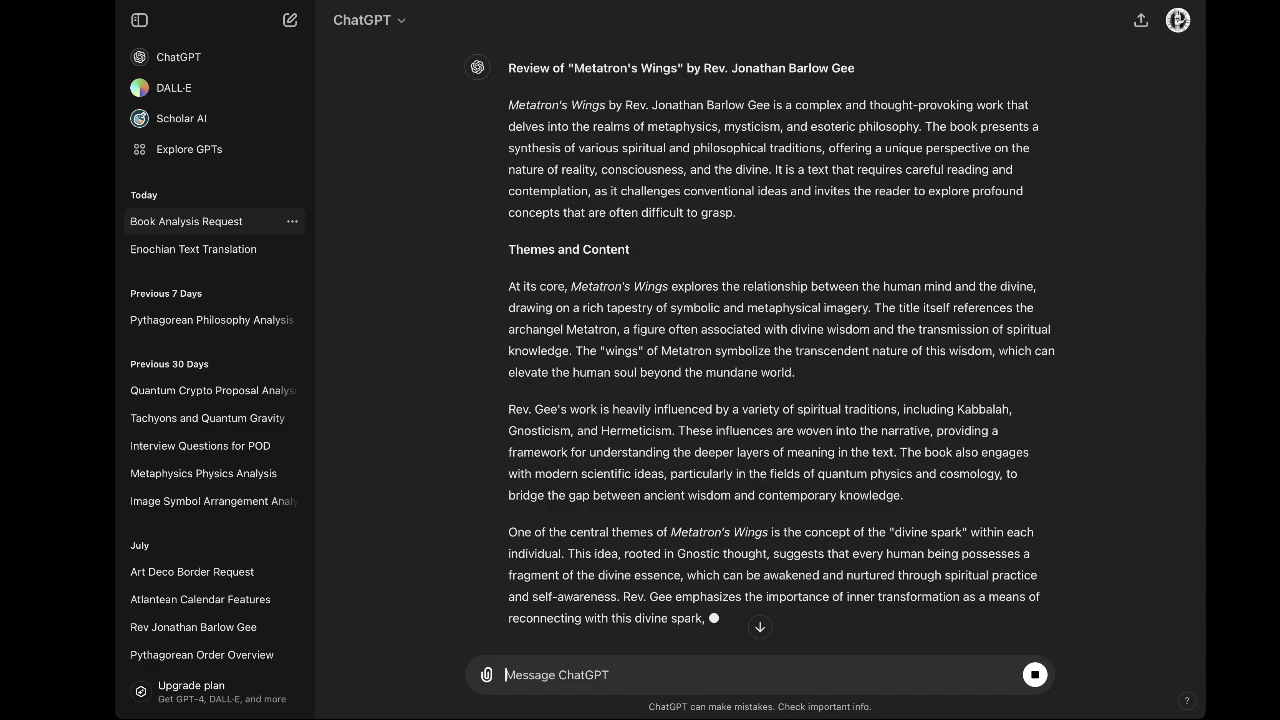 ChatGPT
DALL·E
Scholar AI
Explore GPTs
Today
Book Analysis Request
Enochian Text Translation
Previous 7 Days
Pythagorean Philosophy Analysis
Previous 30 Days
Quantum Crypto Proposal Analys
Tachyons and Quantum Gravity
Interview Questions for POD
Metaphysics Physics Analysis
Image Symbol Arrangement Analy
July
Art Deco Border Request
Atlantean Calendar Features
Rev Jonathan Barlow Gee
Pythagorean Order Overview
Upgrade plan
Get GPT-4, DALL·E, and more
ChatGPT
Review of "Metatron's Wings" by Rev. Jonathan Barlow Gee
Metatron's Wings by Rev. Jonathan Barlow Gee is a complex and thought-provoking work that
delves into the realms of metaphysics, mysticism, and esoteric philosophy. The book presents a
synthesis of various spiritual and philosophical traditions, offering a unique perspective on the
nature of reality, consciousness, and the divine. It is a text that requires careful reading and
contemplation, as it challenges conventional ideas and invites the reader to explore profound
concepts that are often difficult to grasp.
Themes and Content
At its core, Metatron's Wings explores the relationship between the human mind and the divine,
drawing on a rich tapestry of symbolic and metaphysical imagery. The title itself references the
archangel Metatron, a figure often associated with divine wisdom and the transmission of spiritual
knowledge. The "wings" of Metatron symbolize the transcendent nature of this wisdom, which can
elevate the human soul beyond the mundane world.
Rev. Gee's work is heavily influenced by a variety of spiritual traditions, including Kabbalah,
Gnosticism, and Hermeticism. These influences are woven into the narrative, providing a
framework for understanding the deeper layers of meaning in the text. The book also engages
with modern scientific ideas, particularly in the fields of quantum physics and cosmology, to
bridge the gap between ancient wisdom and contemporary knowledge.
One of the central themes of Metatron's Wings is the concept of the "divine spark" within each
individual. This idea, rooted in Gnostic thought, suggests that every human being possesses a
fragment of the divine essence, which can be awakened and nurtured through spiritual practice
and self-awareness. Rev. Gee emphasizes the importance of inner transformation as a means of
reconnecting with this divine spark,
Message ChatGPT
ChatGPT can make mistakes. Check important info.
?